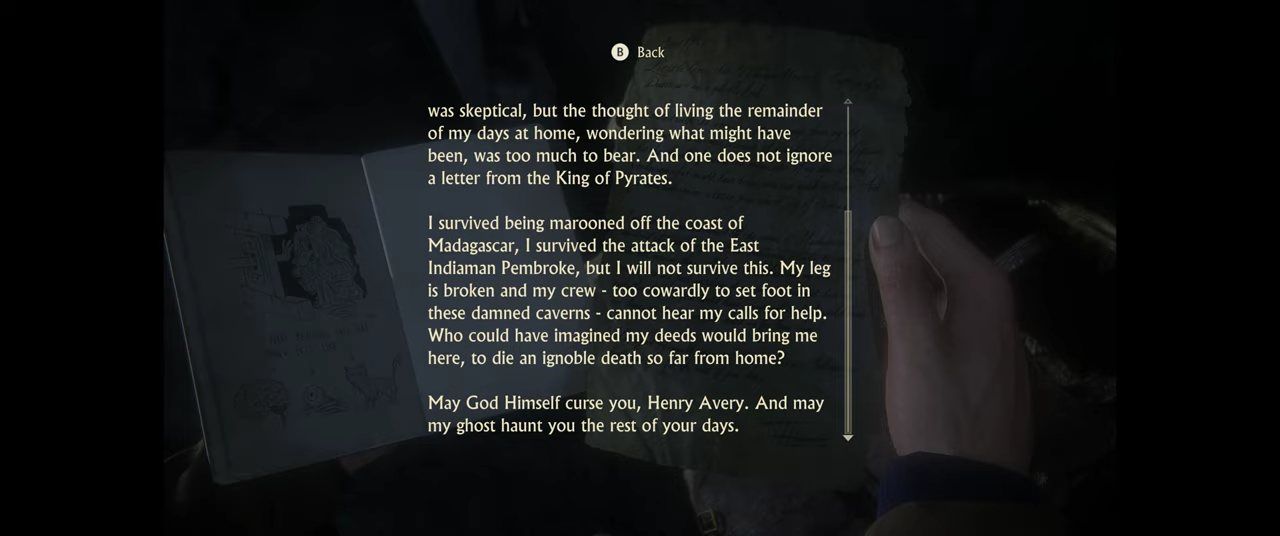 B Back
was skeptical, but the thought of living the remainder
of my days at home, wondering what might have
been, was too much to bear. And one does not ignore
a letter from the King of Pyrates.
I survived being marooned off the coast of
Madagascar, I survived the attack of the East
Indiaman Pembroke, but I will not survive this. My leg
is broken and my crew - too cowardly to set foot in
these damned caverns - cannot hear my calls for help.
Who could have imagined my deeds would bring me
here, to die an ignoble death so far from home?
May God Himself curse you, Henry Avery. And may
my ghost haunt you the rest of your days.